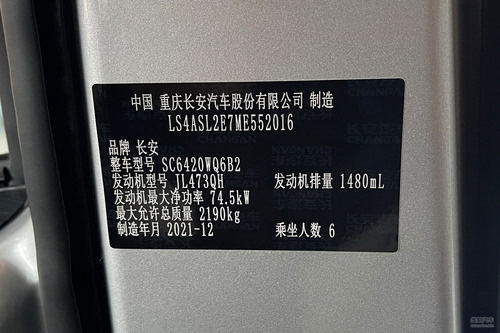 中国 重庆长安汽车股份有限公司 制造
LS4ASL2E7ME552016
品牌 长安
整车型号 SC6420WQ6B2
发动机型号 JL473QH 发动机排量 1480mL
发动机最大净功率 74.5kW
最大允许总质量 2190kg
制造年月 2021-12 乘坐人数 6